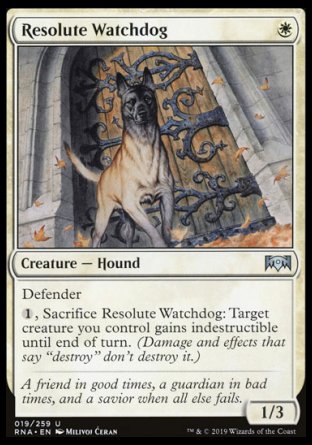 Resolute Watchdog
Creature — Hound
Defender
1, Sacrifice Resolute Watchdog: Target
creature you control gains indestructible
until end of turn. (Damage and effects that
say "destroy" don't destroy it.)
A friend in good times, a guardian in bad
times, and a savior when all else fails.
1/3
019/259 U
RNA • EN Milivoj Ćeran
™ & © 2019 Wizards of the Coast